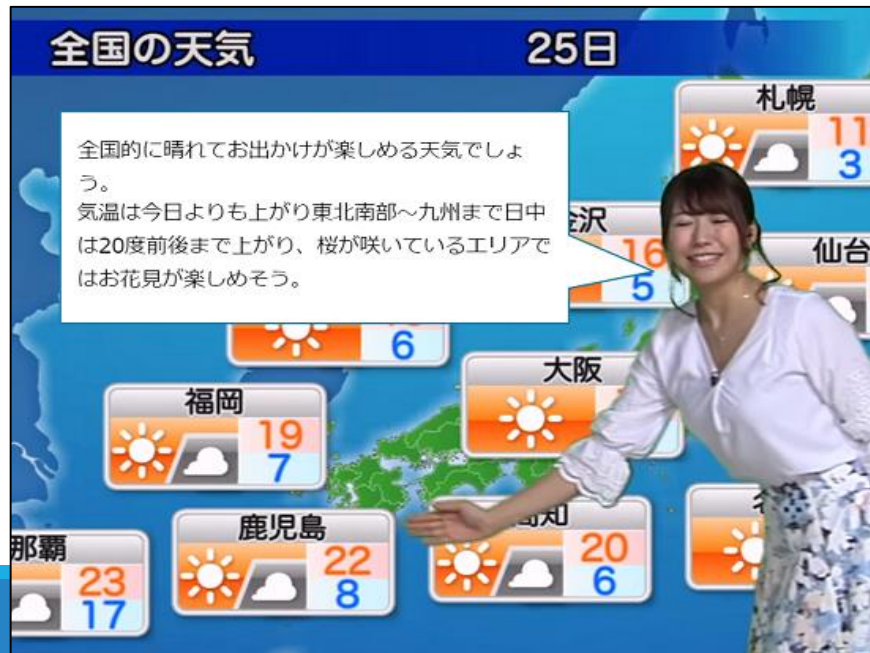 全国の天気 25日
札幌
11
3
全国的に晴れてお出かけが楽しめる天気でしょ
う。
気温は今日よりも上がり東北南部～九州まで日中
は20度前後まで上がり、桜が咲いているエリアで
はお花見が楽しめそう。
金沢
16
5
仙台
6
大阪
福岡
19
7
那覇
23
17
鹿児島
22
8
高知
20
6